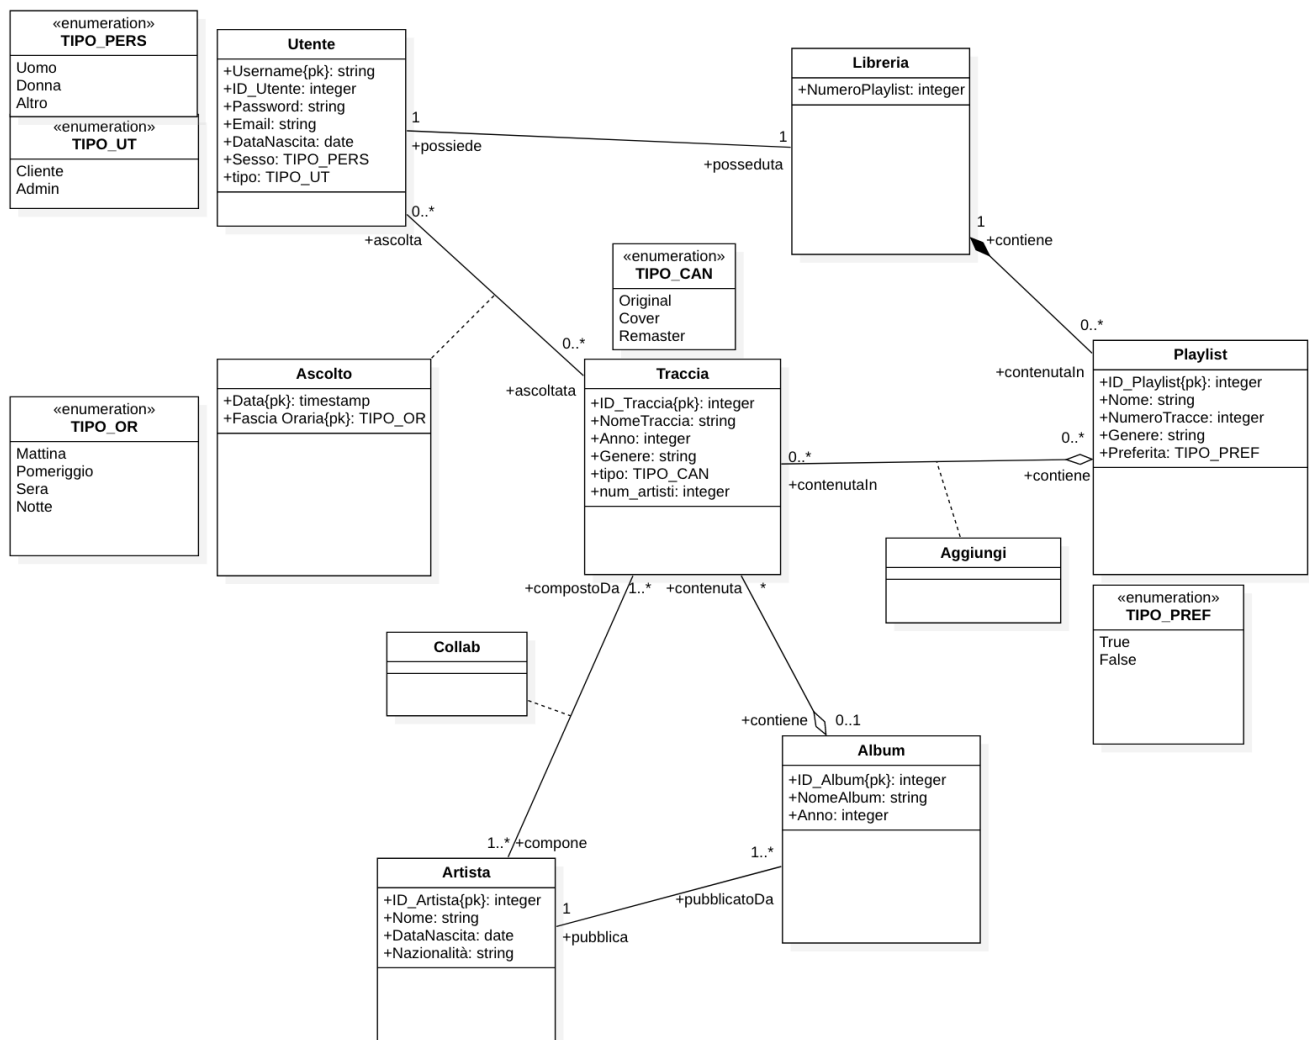 «enumeration»
TIPO_PERS
Uomo
Donna
Altro
«enumeration»
TIPO_UT
Cliente
Admin
Utente
+Username{pk}: string
+ID_Utente: integer
+Password: string
+Email: string
+DataNascita: date
+Sesso: TIPO_PERS
+tipo: TIPO_UT
1
+possiede
1
+posseduta
Libreria
+NumeroPlaylist: integer
0..*
+ascolta
1
+contiene
«enumeration»
TIPO_CAN
Original
Cover
Remaster
0..*
+ascoltata
0..*
+contenutaIn
Playlist
+ID_Playlist{pk}: integer
+Nome: string
+NumeroTracce: integer
+Genere: string
+Preferita: TIPO_PREF
Ascolto
+Data{pk}: timestamp
+Fascia Oraria{pk}: TIPO_OR
Traccia
+ID_Traccia{pk}: integer
+NomeTraccia: string
+Anno: integer
+Genere: string
+tipo: TIPO_CAN
+num_artisti: integer
«enumeration»
TIPO_OR
Mattina
Pomeriggio
Sera
Notte
0..*
+contenutaIn
0..*
+contiene
Aggiungi
«enumeration»
TIPO_PREF
True
False
+compostoDa 1..*
+contenuta *
Collab
+contiene 0..1
Album
+ID_Album{pk}: integer
+NomeAlbum: string
+Anno: integer
1..* +compone
1..*
+pubblicatoDa
Artista
+ID_Artista{pk}: integer
+Nome: string
+DataNascita: date
+Nazionalità: string
1
+pubblica